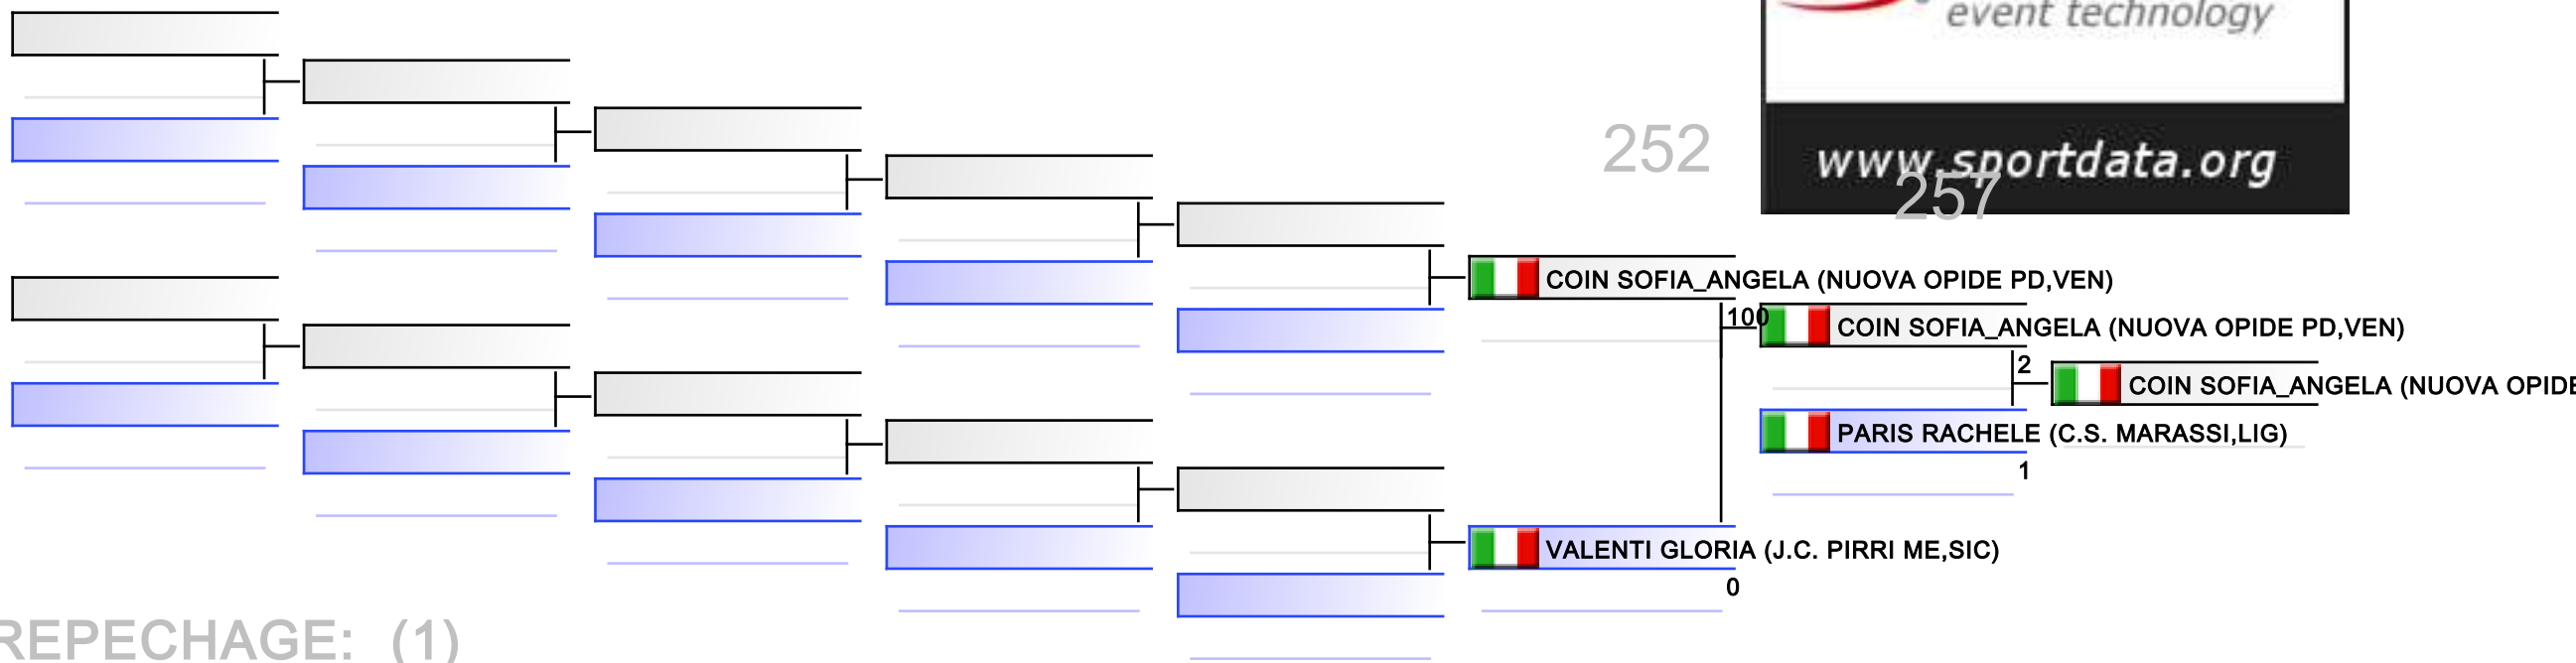 event technology
252
www.sportdata.org
257
COIN SOFIA_ANGELA (NUOVA OPIDE PD,VEN)
100
COIN SOFIA_ANGELA (NUOVA OPIDE PD,VEN)
2
COIN SOFIA_ANGELA (NUOVA OPIDE
PARIS RACHELE (C.S. MARASSI,LIG)
1
VALENTI GLORIA (J.C. PIRRI ME,SIC)
0
REPECHAGE: (1)